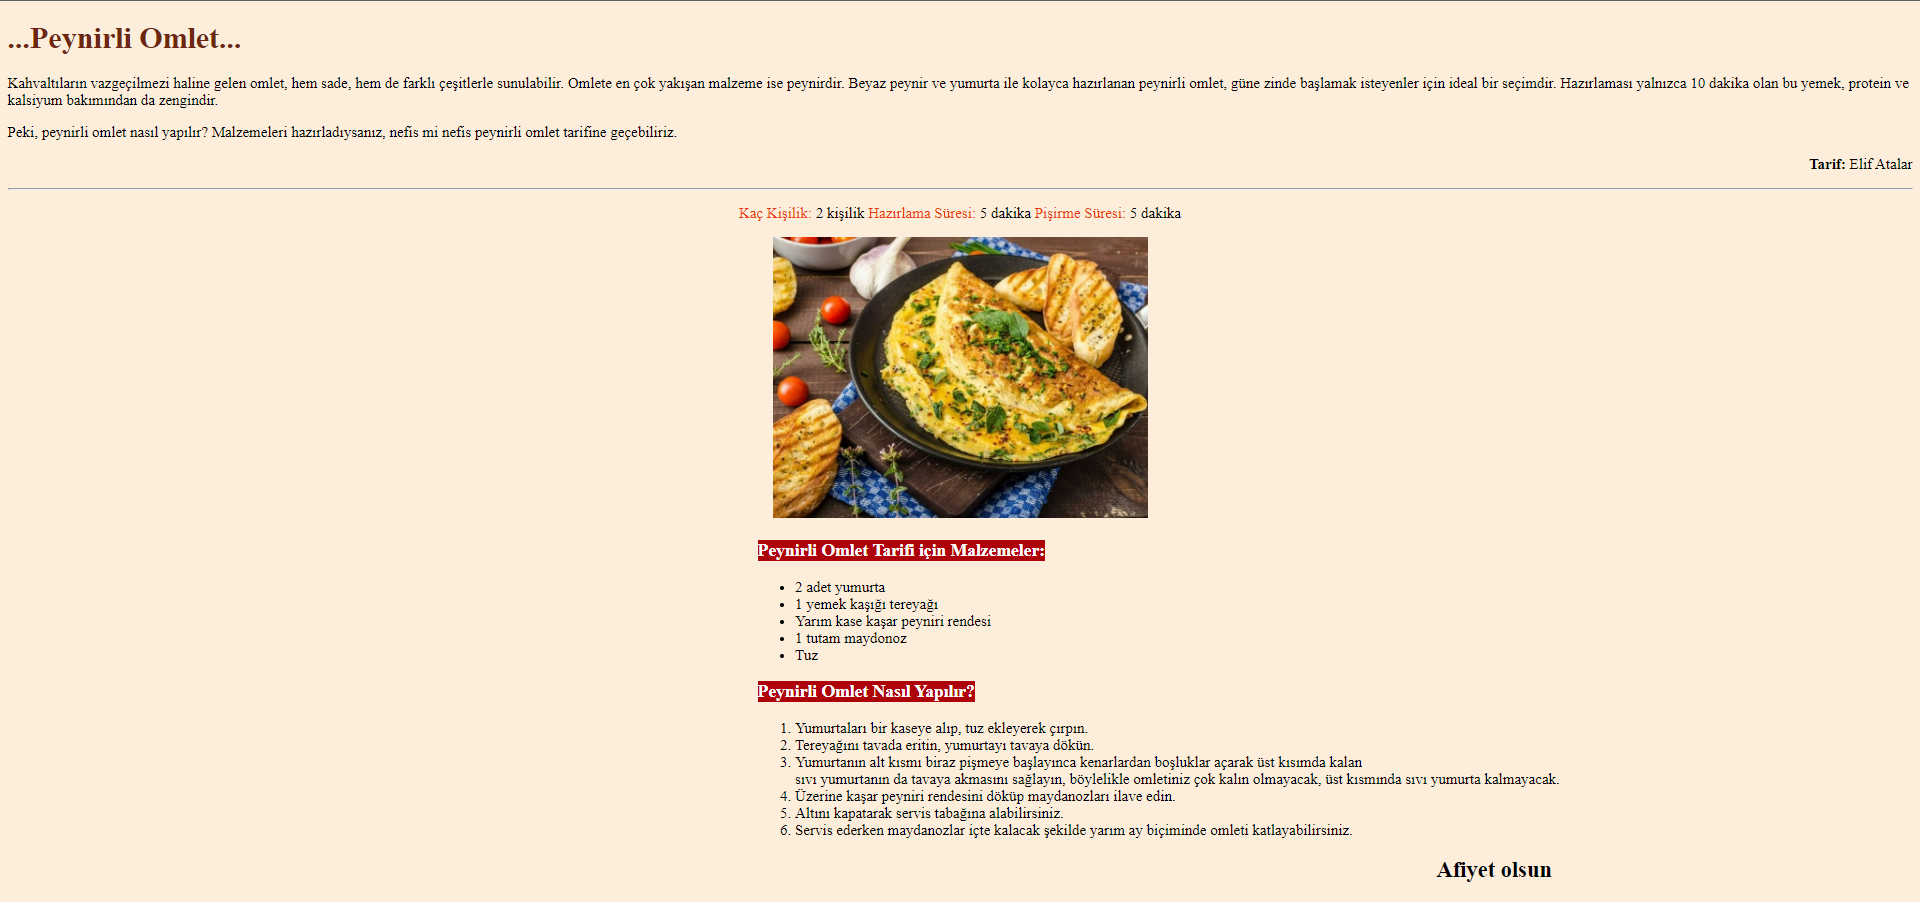 ...Peynirli Omlet...
Kahvaltıların vazgeçilmezi haline gelen omlet, hem sade, hem de farklı çeşitlerle sunulabilir. Omlete en çok yakışan malzeme ise peynirdir. Beyaz peynir ve yumurta ile kolayca hazırlanan peynirli omlet, güne zinde başlamak isteyenler için ideal bir seçimdir. Hazırlaması yalnızca 10 dakika olan bu yemek, protein ve
kalsiyum bakımından da zengindir.
Peki, peynirli omlet nasıl yapılır? Malzemeleri hazırladıysanız, nefis mi nefis peynirli omlet tarifine geçebiliriz.
Tarif: Elif Atalar
Kaç Kişilik: 2 kişilik Hazırlama Süresi: 5 dakika Pişirme Süresi: 5 dakika
Peynirli Omlet Tarifi için Malzemeler:
• 2 adet yumurta
• 1 yemek kaşığı tereyağı
• Yarım kase kaşar peyniri rendesi
• 1 tutam maydonoz
• Tuz
Peynirli Omlet Nasıl Yapılır?
1. Yumurtaları bir kaseye alıp, tuz ekleyerek çırpın.
2. Tereyağını tavada eritin, yumurtayı tavaya dökün.
3. Yumurtanın alt kısmı biraz pişmeye başlayınca kenarlardan boşluklar açarak üst kısımda kalan
sıvı yumurtanın da tavaya akmasını sağlayın, böylelikle omletiniz çok kalın olmayacak, üst kısmında sıvı yumurta kalmayacak.
4. Üzerine kaşar peyniri rendesini döküp maydanozları ilave edin.
5. Altını kapatarak servis tabağına alabilirsiniz.
6. Servis ederken maydanozlar içte kalacak şekilde yarım ay biçiminde omleti katlayabilirsiniz.
Afiyet olsun